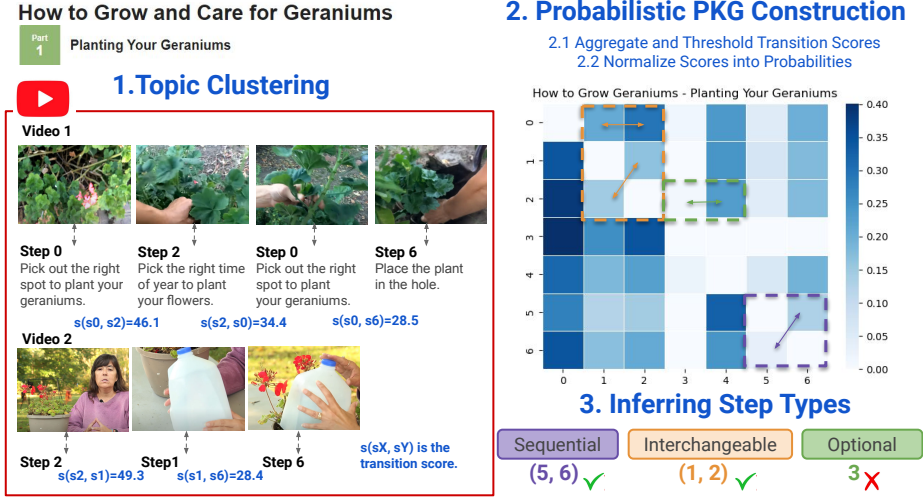 How to Grow and Care for Geraniums
Part
1
Planting Your Geraniums
1.Topic Clustering
Video 1
Step 0
Pick out the right
spot to plant your
geraniums.
Step 2
Pick the right time
of year to plant
your flowers.
Step 0
Pick out the right
spot to plant
your geraniums.
Step 6
Place the plant
in the hole.
s(s0, s2)=46.1
s(s2, s0)=34.4
s(s0, s6)=28.5
Video 2
Step 2
Step1
Step 6
s(s2, s1)=49.3
s(s1, s6)=28.4
s(sX, sY) is the
transition score.
2. Probabilistic PKG Construction
2.1 Aggregate and Threshold Transition Scores
2.2 Normalize Scores into Probabilities
How to Grow Geraniums - Planting Your Geraniums
0
1
2
3
4
5
6
0 1 2 3 4 5 6
0.40
0.35
0.30
0.25
0.20
0.15
0.10
0.05
0.00
3. Inferring Step Types
Sequential
(5, 6)
Interchangeable
(1, 2)
Optional
3